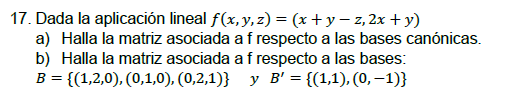 17. Dada la aplicación lineal f(x, y, z) = (x + y − z, 2x + y)
a) Halla la matriz asociada a f respecto a las bases canónicas.
b) Halla la matriz asociada a f respecto a las bases:
B = {(1,2,0), (0,1,0), (0,2,1)} y B′ = {(1,1), (0, −1)}